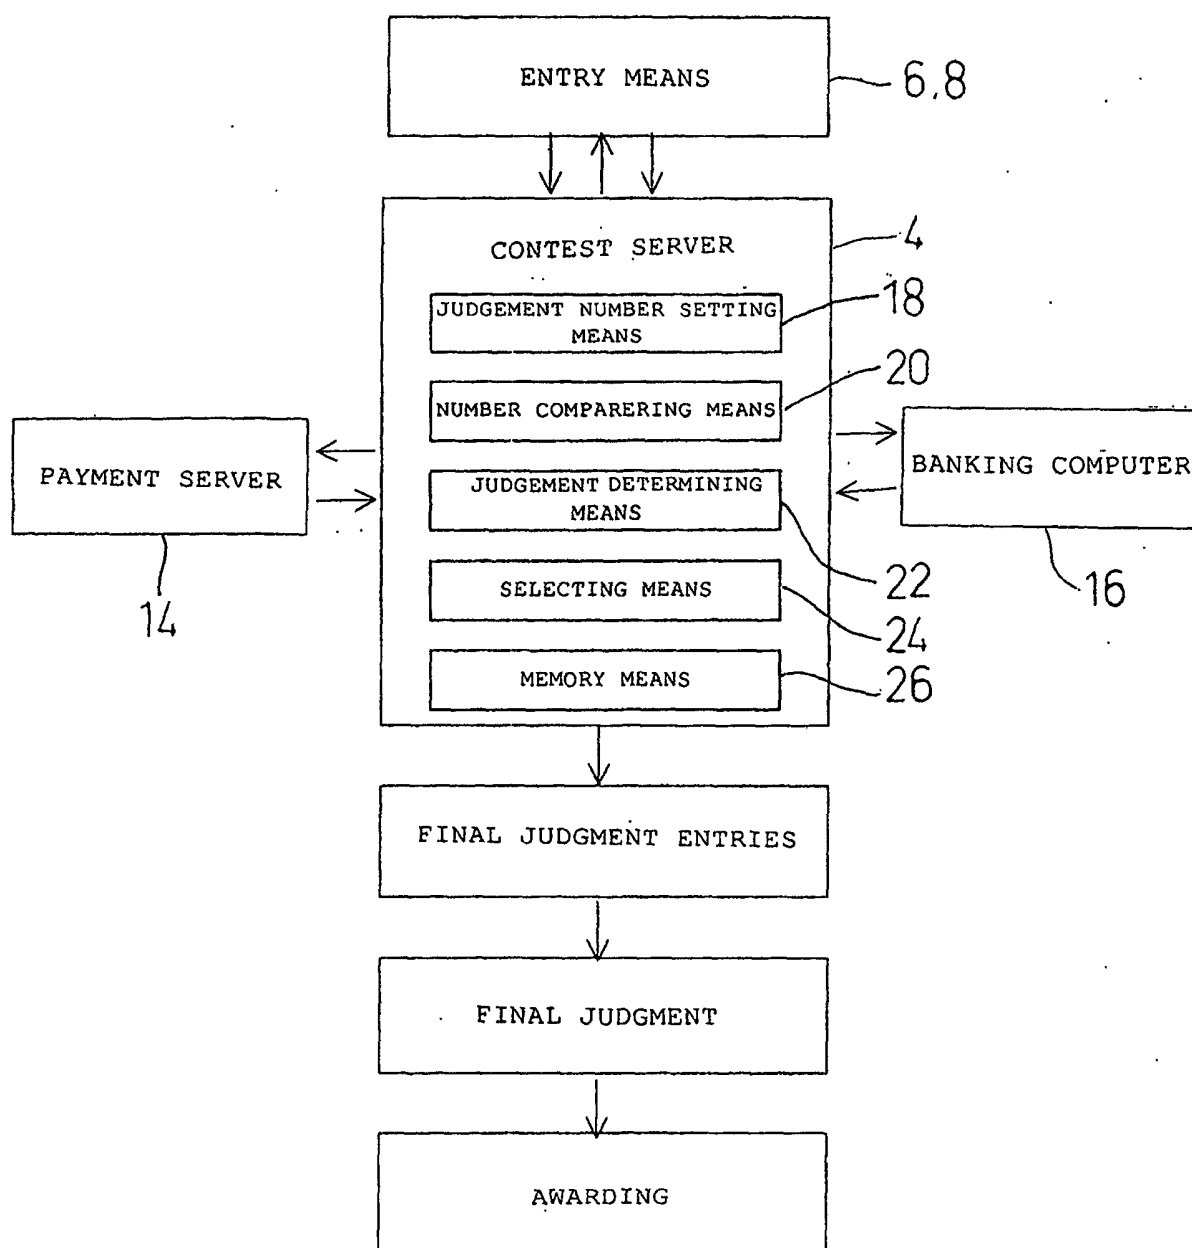 ENTRY MEANS
6,8
CONTEST SERVER
4
JUDGEMENT NUMBER SETTING
MEANS
18
NUMBER COMPARERING MEANS
20
JUDGEMENT DETERMINING
MEANS
22
SELECTING MEANS
24
MEMORY MEANS
26
PAYMENT SERVER
14
BANKING COMPUTER
16
FINAL JUDGMENT ENTRIES
FINAL JUDGMENT
AWARDING